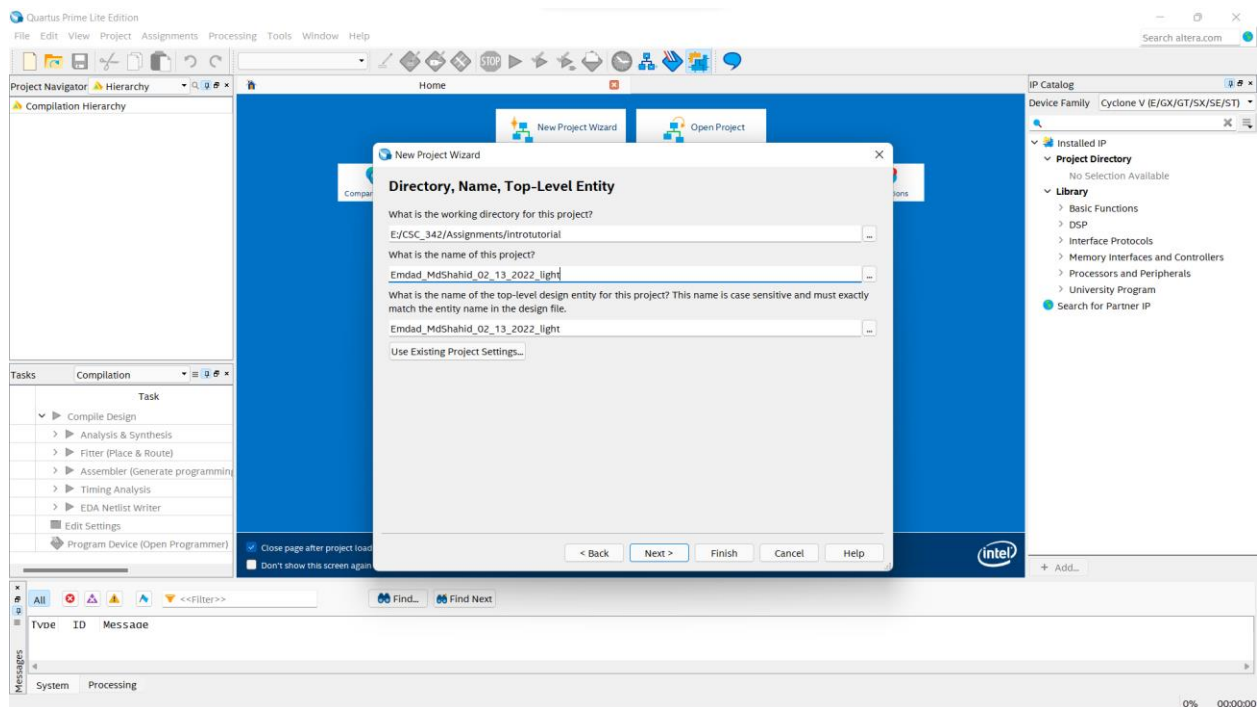 Quartus Prime Lite Edition
File Edit View Project Assignments Processing Tools Window Help
Search altera.com
STOP
Project Navigator Hierarchy
Home
IP Catalog
Compilation Hierarchy
Device Family Cyclone V (E/GX/GT/SX/SE/ST)
New Project Wizard
Open Project
Installed IP
Project Directory
No Selection Available
Library
Basic Functions
DSP
Interface Protocols
Memory Interfaces and Controllers
Processors and Peripherals
University Program
Search for Partner IP
Compar
ions
New Project Wizard
Directory, Name, Top-Level Entity
What is the working directory for this project?
E:/CSC_342/Assignments/introtutorial
...
What is the name of this project?
Emdad_MdShahid_02_13_2022_light
...
What is the name of the top-level design entity for this project? This name is case sensitive and must exactly
match the entity name in the design file.
Emdad_MdShahid_02_13_2022_light
...
Use Existing Project Settings...
Tasks Compilation
Task
Compile Design
Analysis & Synthesis
Fitter (Place & Route)
Assembler (Generate programming
Timing Analysis
EDA Netlist Writer
Edit Settings
Program Device (Open Programmer)
Close page after project load
Don't show this screen again
< Back Next > Finish Cancel Help
intel
+ Add...
All <<Filter>> Find... Find Next
Type ID Message
Messages
System Processing
0% 00:00:00